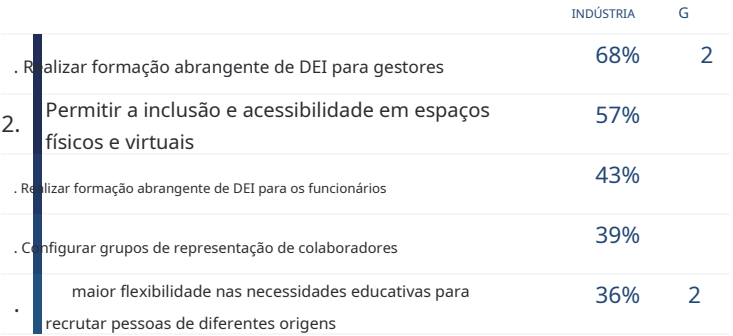 INDÚSTRIA G
. Realizar formação abrangente de DEI para gestores 68% 2
2. Permitir a inclusão e acessibilidade em espaços
físicos e virtuais 57%
. Realizar formação abrangente de DEI para os funcionários 43%
. Configurar grupos de representação de colaboradores 39%
. maior flexibilidade nas necessidades educativas para 36% 2
recrutar pessoas de diferentes origens